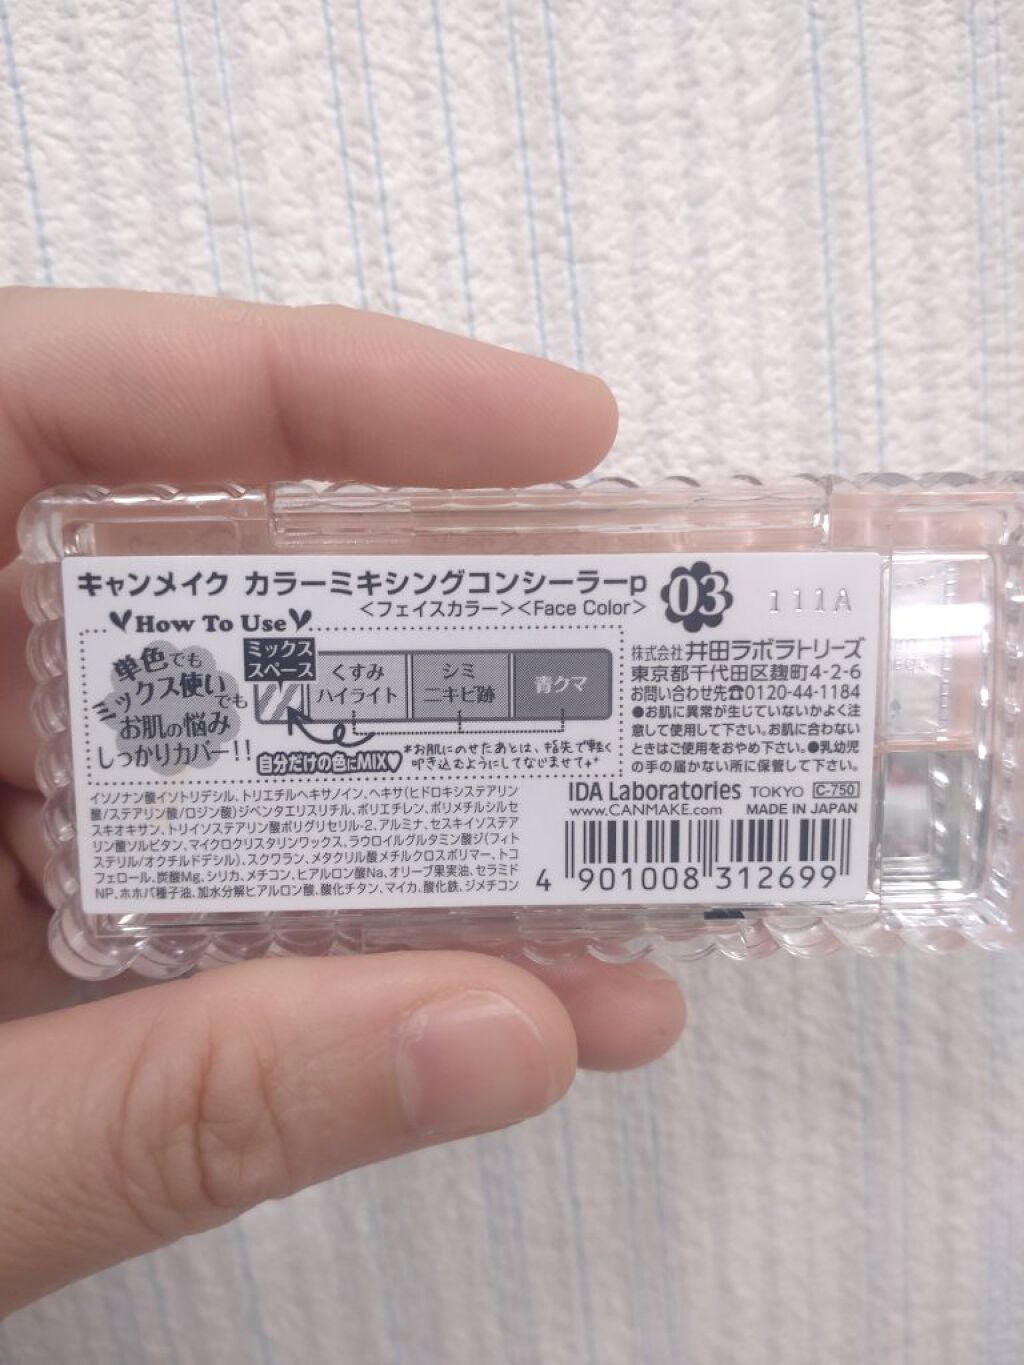 キャンメイク カラーミキシングコンシーラーp
<フェイスカラー><Face Color>
03
111A
How To Use
単色でも
ミックス使いでも
お肌の悩み
しっかりカバー!!
ミックス
スペース
くすみ
ハイライト
シミ
ニキビ跡
青クマ
自分だけの色にMIX♡
*お肌にのせたあとは、指先で軽く
叩き込むようにしてなじませて
イソノナン酸イソトリデシル、トリエチルヘキサノイン、ヘキサ(ヒドロキシステアリン
酸/ステアリン酸/ロジン酸)ジペンタエリスリチル、ポリエチレン、ポリメチルシルセ
スキオキサン、トリイソステアリン酸ポリグリセリル-2、アルミナ、セスキイソステア
リン酸ソルビタン、マイクロクリスタリンワックス、ラウロイルグルタミン酸ジ(フィト
ステリル/オクチルドデシル)、スクワラン、メタクリル酸メチルクロスポリマー、トコ
フェロール、炭酸Mg、シリカ、メチコン、ヒアルロン酸Na、オリーブ果実油、セラミド
NP、ホホバ種子油、加水分解ヒアルロン酸、酸化チタン、マイカ、酸化鉄、ジメチコン
株式会社 井田ラボラトリーズ
東京都千代田区麹町4-2-6
お問い合わせ先☎0120-44-1184
●お肌に異常が生じていないかよく注
意して使用して下さい。お肌に合わない
ときはご使用をおやめ下さい。●乳幼児
の手の届かない所に保管して下さい。
IDA Laboratories TOKYO C-750
www.CANMAKE.com MADE IN JAPAN
4 901008 312699